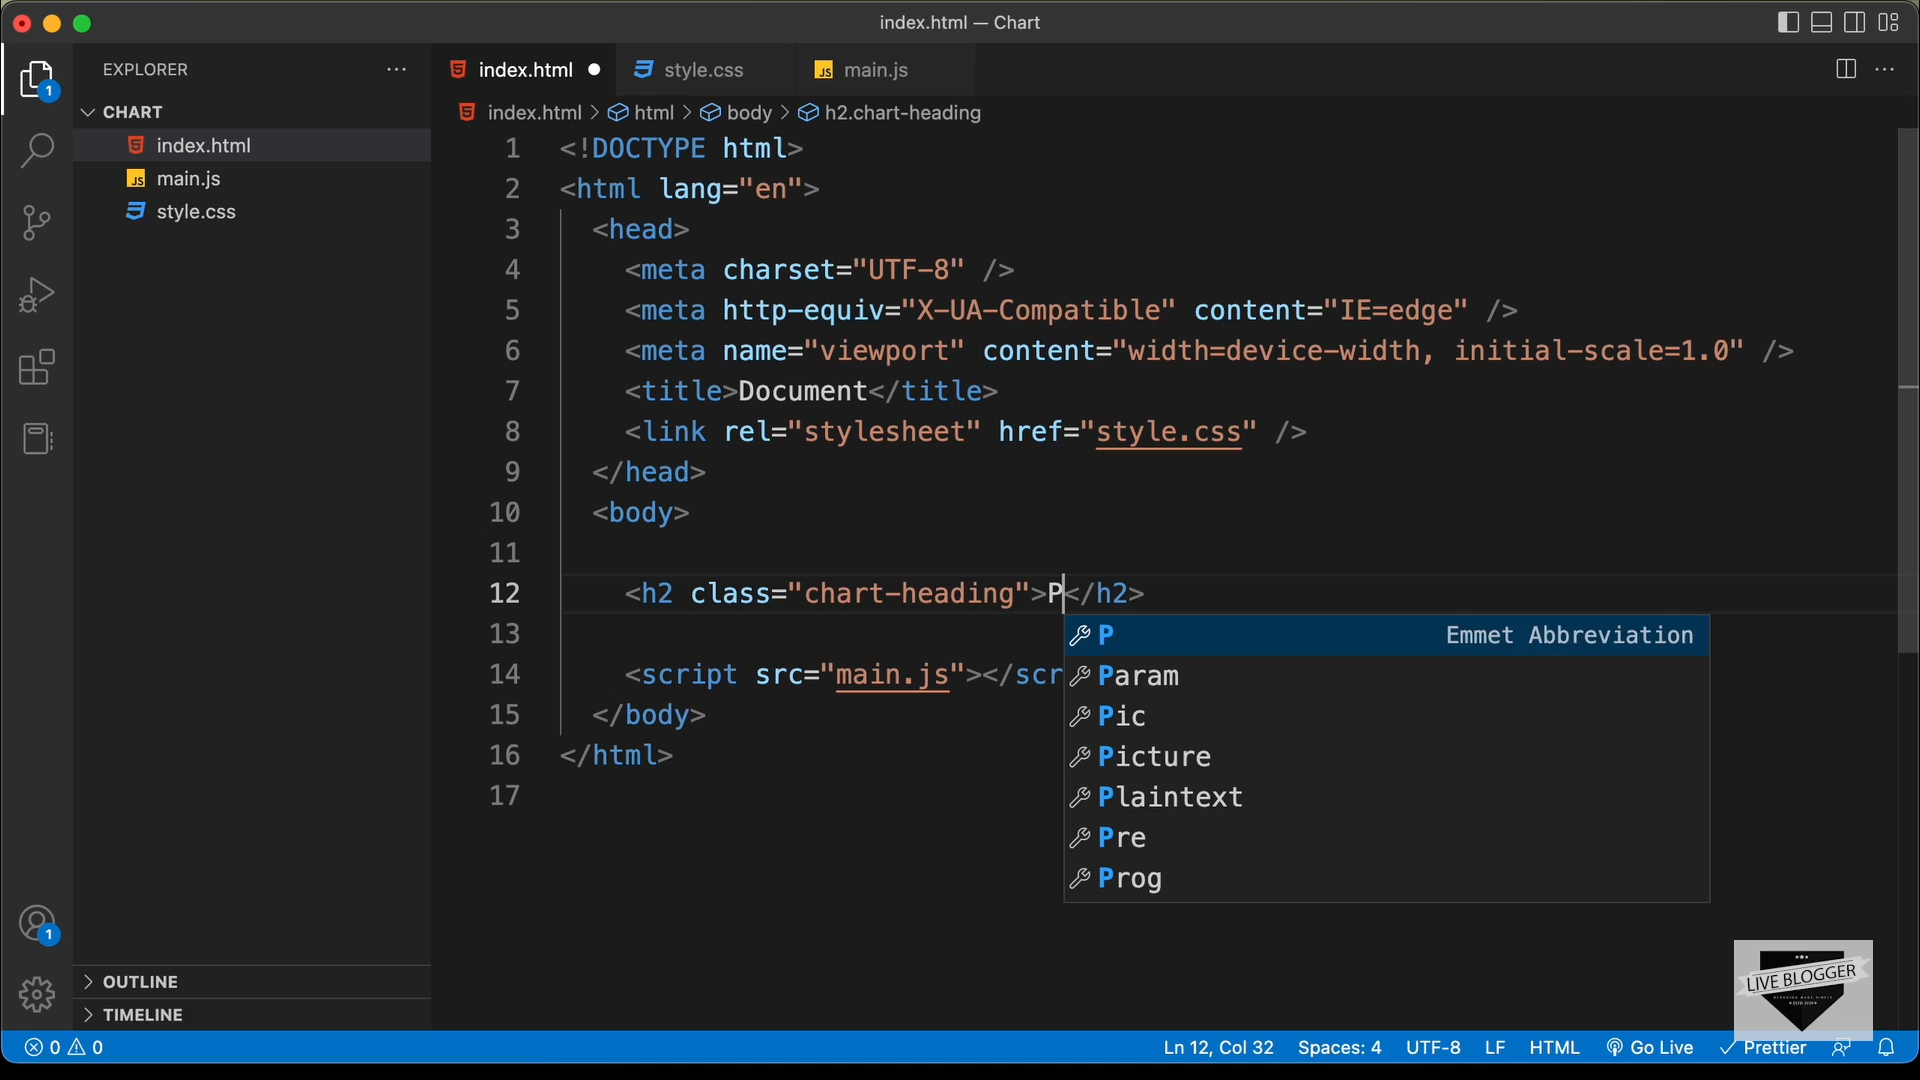 index.html — Chart
EXPLORER
1
CHART
index.html
main.js
style.css
index.html
style.css
main.js
index.html > html > body > h2.chart-heading
1 <!DOCTYPE html>
2 <html lang="en">
3 <head>
4 <meta charset="UTF-8" />
5 <meta http-equiv="X-UA-Compatible" content="IE=edge" />
6 <meta name="viewport" content="width=device-width, initial-scale=1.0" />
7 <title>Document</title>
8 <link rel="stylesheet" href="style.css" />
9 </head>
10 <body>
11
12 <h2 class="chart-heading">P</h2>
13
14 <script src="main.js"></scr
15 </body>
16 </html>
17
P Emmet Abbreviation
Param
Pic
Picture
Plaintext
Pre
Prog
1
OUTLINE
TIMELINE
LIVE BLOGGER
0 0
Ln 12, Col 32 Spaces: 4 UTF-8 LF HTML Go Live Prettier